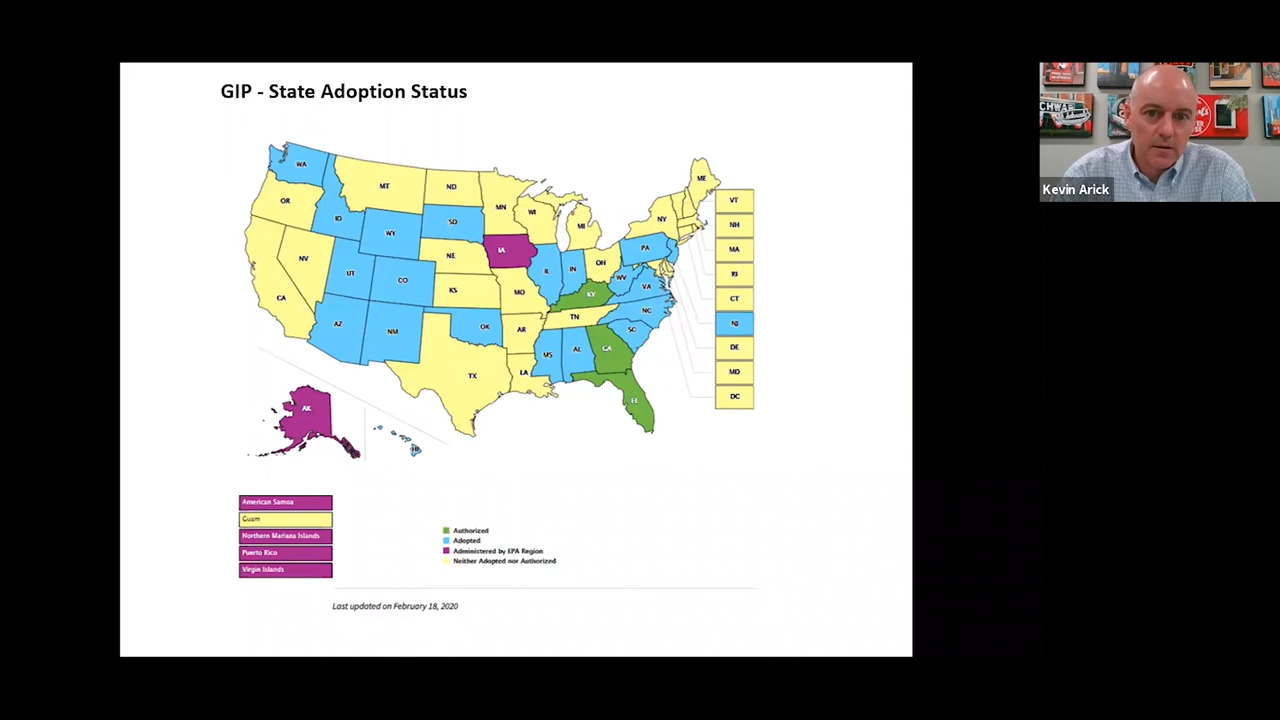 GIP - State Adoption Status
WA
MT
ND
MN
ME
OR
ID
WY
SD
WI
MI
NY
VT
NH
NV
UT
CO
NE
IA
IL
IN
OH
PA
MA
RI
CA
AZ
NM
KS
MO
KY
WV
VA
CT
NJ
OK
AR
TN
NC
SC
DE
TX
LA
MS
AL
GA
MD
FL
DC
AK
HI
American Samoa
Guam
Northern Mariana Islands
Puerto Rico
Virgin Islands
Authorized
Adopted
Administered by EPA Region
Neither Adopted nor Authorized
Last updated on February 18, 2020
Kevin Arick